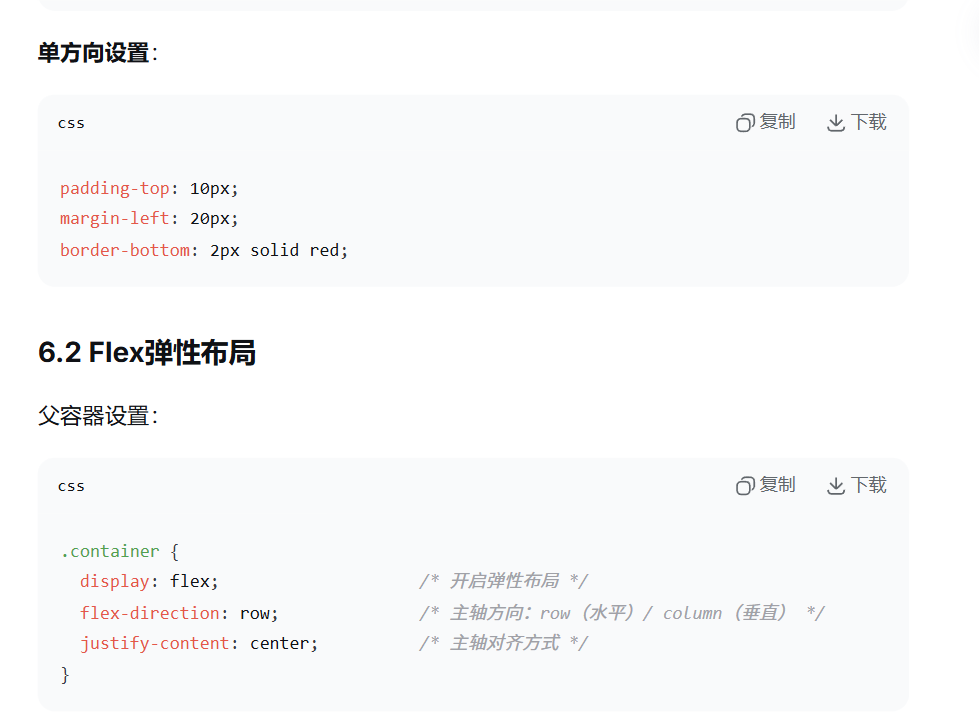 单方向设置：
css
复制
下载
padding-top: 10px;
margin-left: 20px;
border-bottom: 2px solid red;
6.2 Flex弹性布局
父容器设置：
css
复制
下载
.container {
  display: flex;                    /* 开启弹性布局 */
  flex-direction: row;              /* 主轴方向：row（水平）/ column（垂直） */
  justify-content: center;          /* 主轴对齐方式 */
}